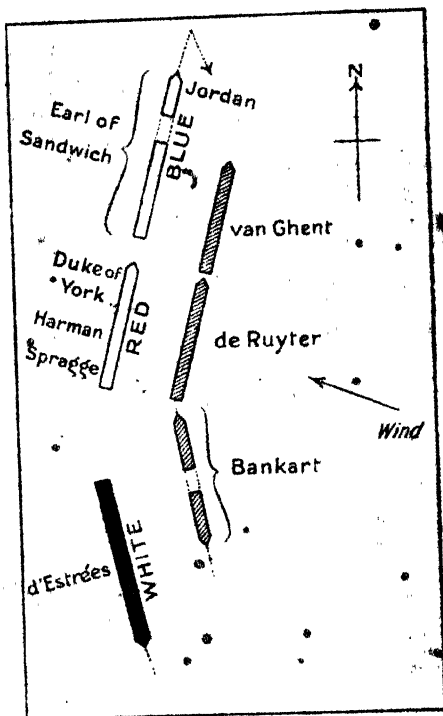 Jordan
Earl of
Sandwich
BLUE
N
van Ghent
Duke of
York
Harman
Spragge
RED
de Ruyter
Wind
Bankart
d'Estrées
WHITE